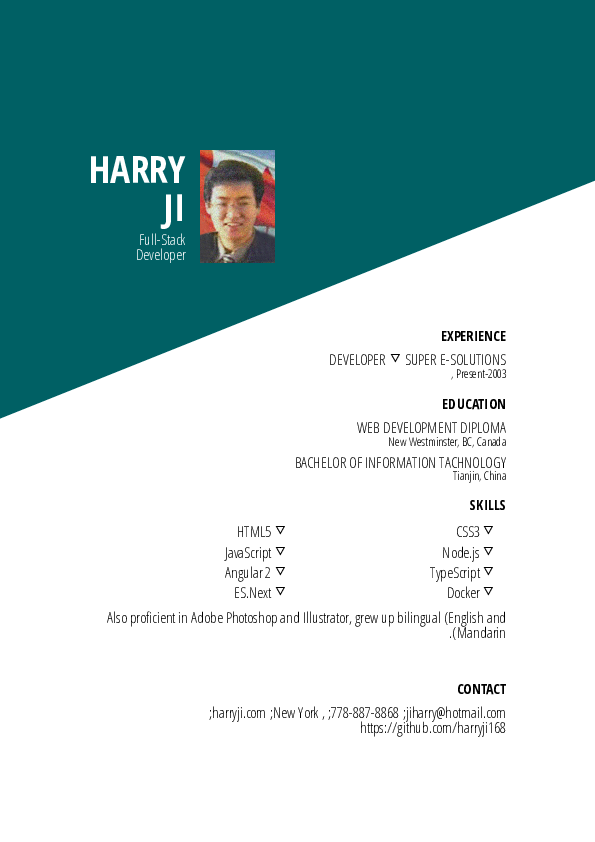 HARRY
JI
Full-Stack
Developer
EXPERIENCE
DEVELOPER ▽ SUPER E-SOLUTIONS
, Present-2003
EDUCATION
WEB DEVELOPMENT DIPLOMA
New Westminster, BC, Canada
BACHELOR OF INFORMATION TACHNOLOGY
Tianjin, China
SKILLS
HTML5 ▽ CSS3 ▽
JavaScript ▽ Node.js ▽
Angular 2 ▽ TypeScript ▽
ES.Next ▽ Docker ▽
Also proficient in Adobe Photoshop and Illustrator, grew up bilingual (English and
.(Mandarin
CONTACT
;harryji.com ;New York , ;778-887-8868 ;jiharry@hotmail.com
https://github.com/harryji168